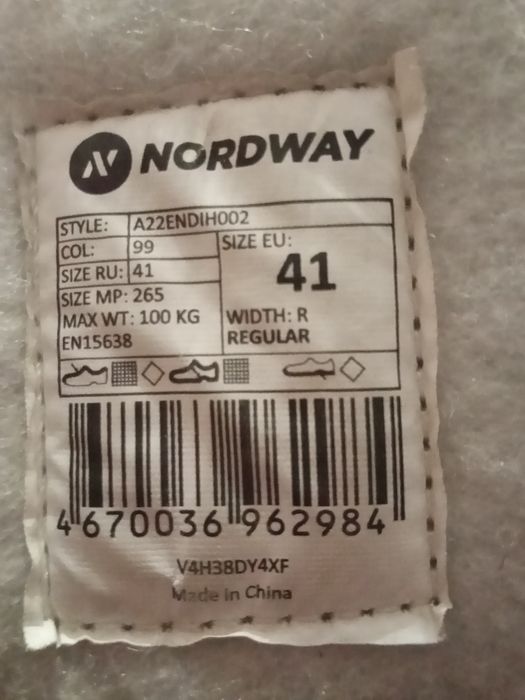 NORDWAY
STYLE: A22ENDIH002
COL: 99
SIZE RU: 41
SIZE MP: 265
MAX WT: 100 KG
EN15638
SIZE EU:
41
WIDTH: R
REGULAR
4 670036 962984
V4H38DY4XF
Made in China